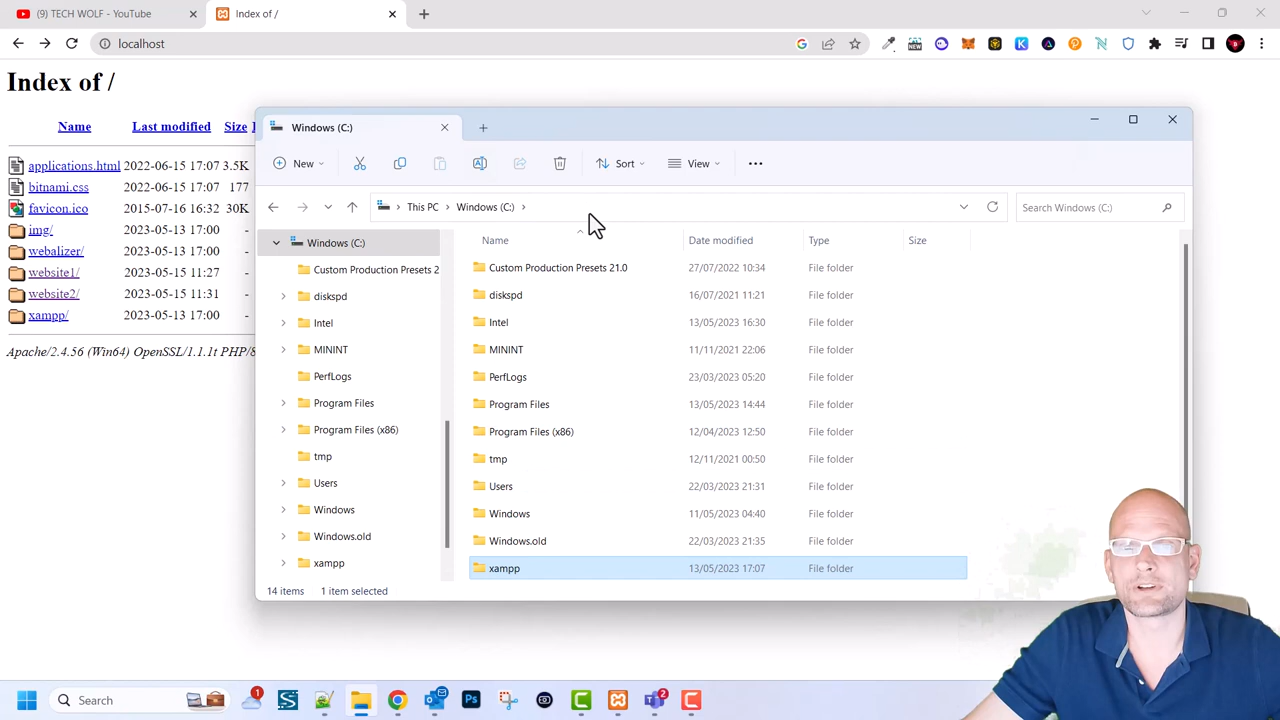 (9) TECH WOLF - YouTube
Index of /
localhost
NEW
Index of /
Name Last modified Size
applications.html 2022-06-15 17:07 3.5K
bitnami.css 2022-06-15 17:07 177
favicon.ico 2015-07-16 16:32 30K
img/ 2023-05-13 17:00 -
webalizer/ 2023-05-13 17:00 -
website1/ 2023-05-15 11:27 -
website2/ 2023-05-15 11:31 -
xampp/ 2023-05-13 17:00 -
Apache/2.4.56 (Win64) OpenSSL/1.1.1t PHP/8
Windows (C:)
New Sort View
This PC > Windows (C:) >
Search Windows (C:)
Windows (C:)
Custom Production Presets 2
diskspd
Intel
MININT
PerfLogs
Program Files
Program Files (x86)
tmp
Users
Windows
Windows.old
xampp
Name Date modified Type Size
Custom Production Presets 21.0 27/07/2022 10:34 File folder
diskspd 16/07/2021 11:21 File folder
Intel 13/05/2023 16:30 File folder
MININT 11/11/2021 22:06 File folder
PerfLogs 23/03/2023 05:20 File folder
Program Files 13/05/2023 14:44 File folder
Program Files (x86) 12/04/2023 12:50 File folder
tmp 12/11/2021 00:50 File folder
Users 22/03/2023 21:31 File folder
Windows 11/05/2023 04:40 File folder
Windows.old 22/03/2023 21:35 File folder
xampp 13/05/2023 17:07 File folder
14 items 1 item selected
Search
1
Ps
2